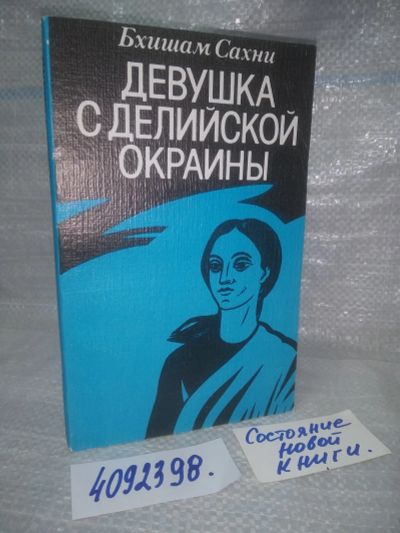 Бхишам Сахни
ДЕВУШКА
С ДЕЛИЙСКОЙ
ОКРАИНЫ
4092398.
Состояние
новой
книги.